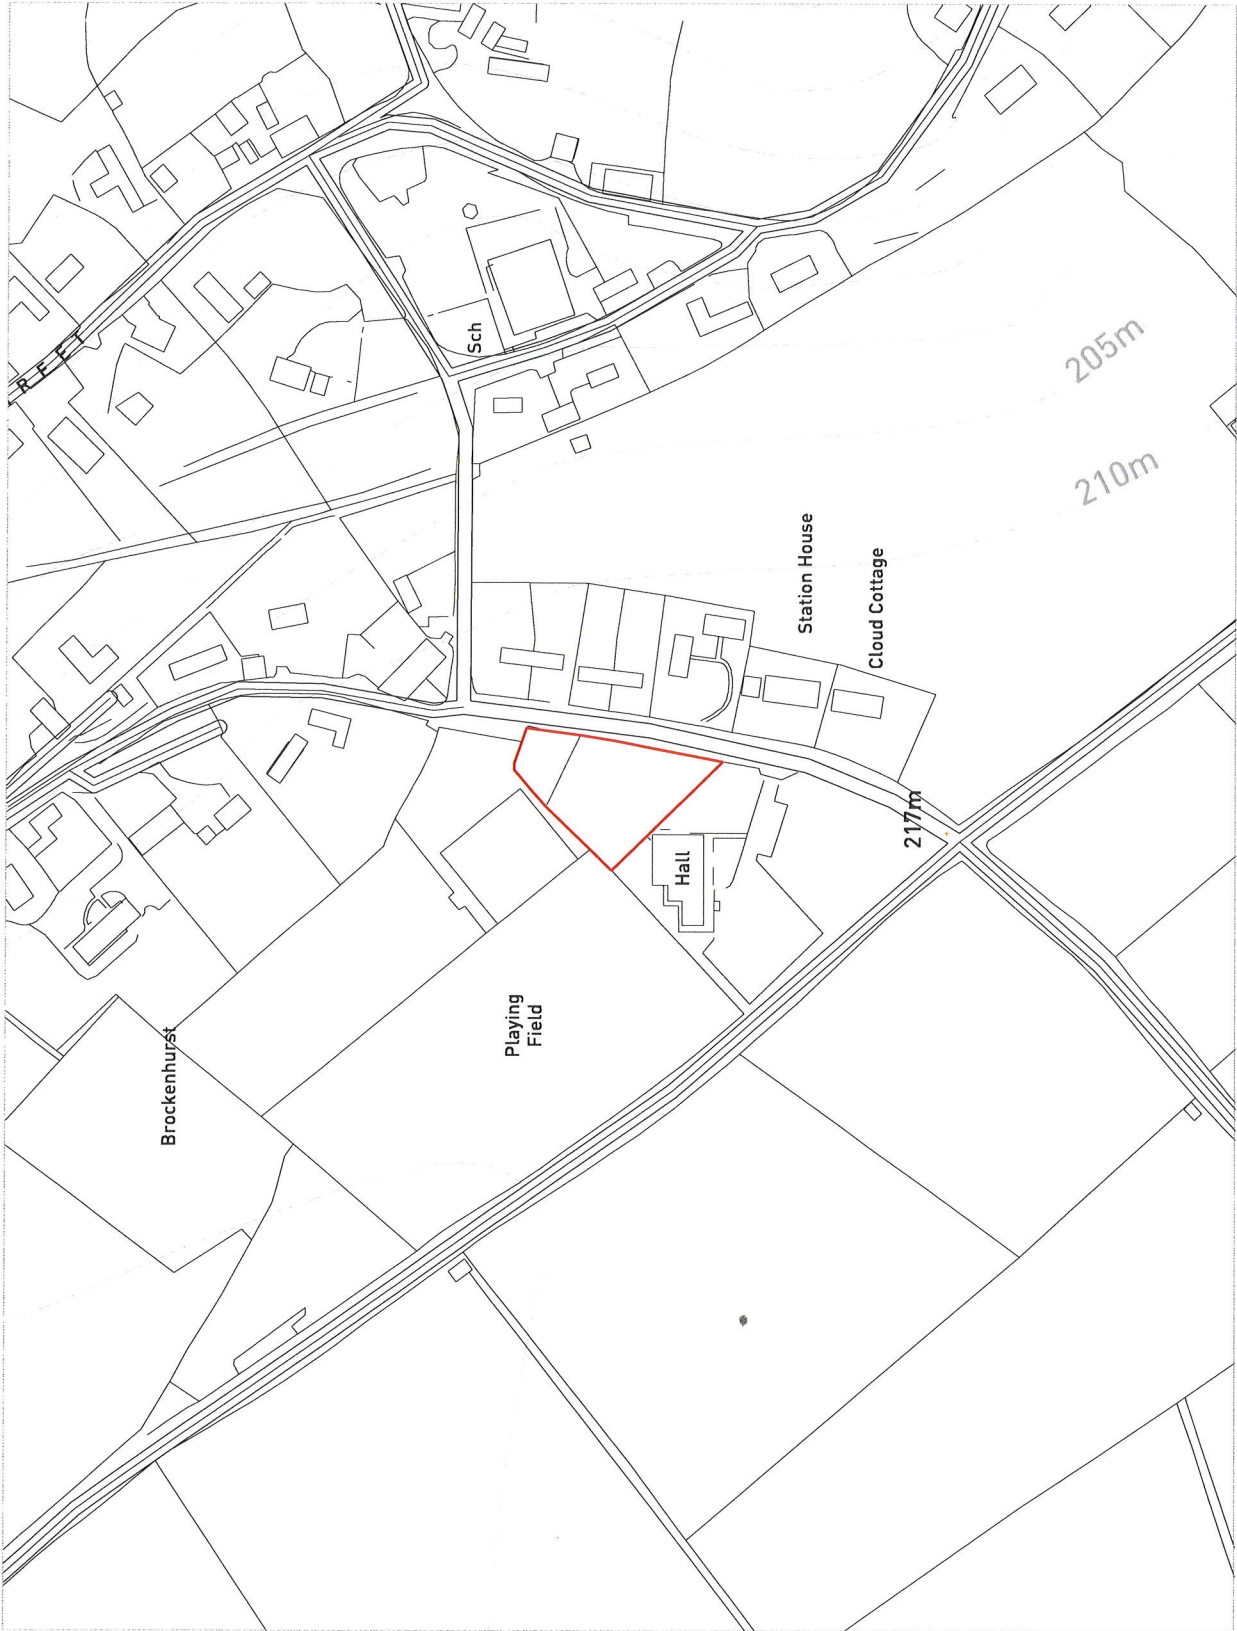 Brockenhurst
Playing
Field
Hall
217m
Sch
Station House
Cloud Cottage
210m
205m